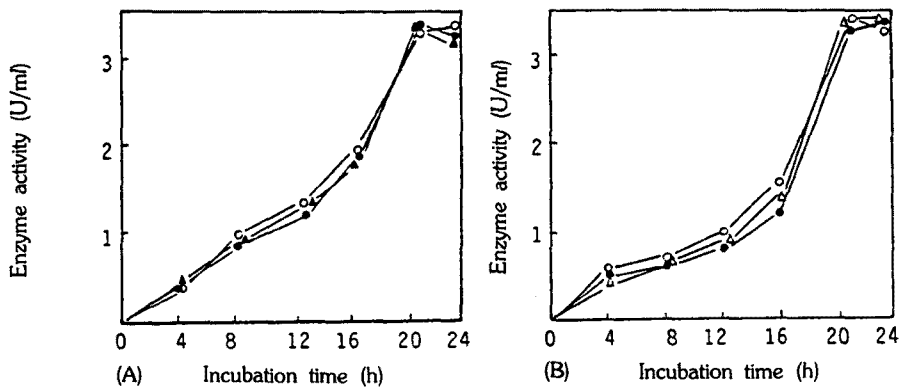 Enzyme activity (U/ml)
3
2
1
0 4 8 12 16 20 24
(A) Incubation time (h)
Enzyme activity (U/ml)
3
2
1
0 4 8 12 16 20 24
(B) Incubation time (h)